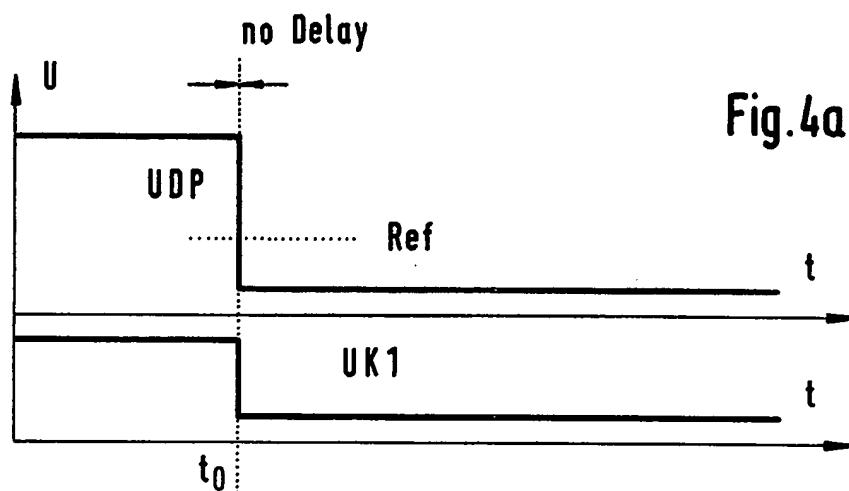 no Delay
U
Fig.4a
UDP
Ref
t
UK1
t
t0